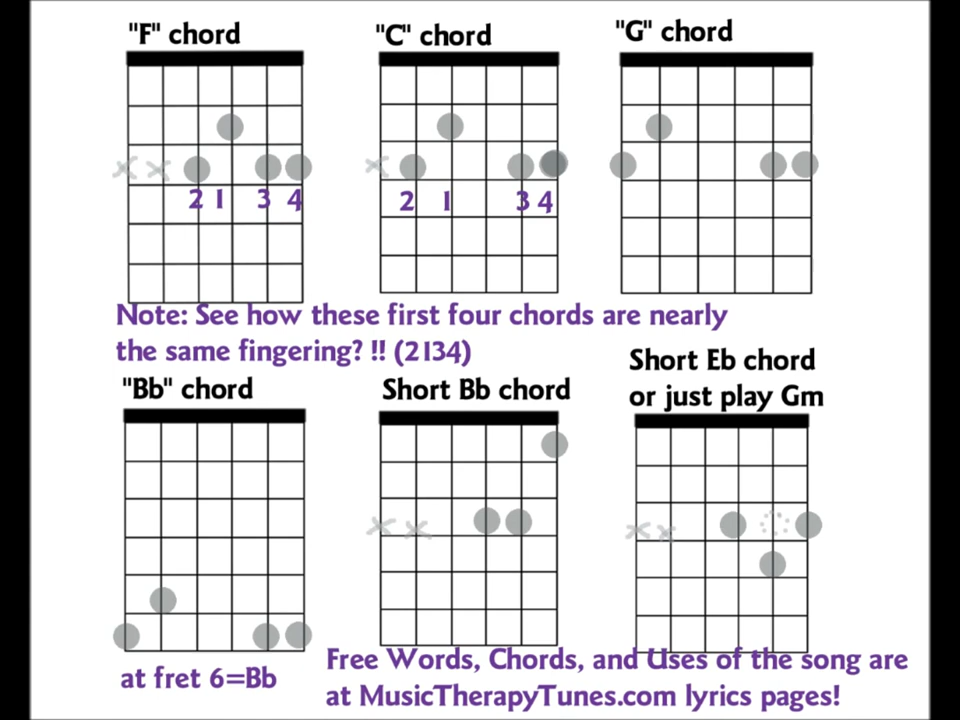 "F" chord
"C" chord
"G" chord
2 1 3 4
2 1 3 4
Note: See how these first four chords are nearly
the same fingering? !! (2134)
"Bb" chord
Short Bb chord
Short Eb chord
or just play Gm
at fret 6=Bb
Free Words, Chords, and Uses of the song are
at MusicTherapyTunes.com lyrics pages!